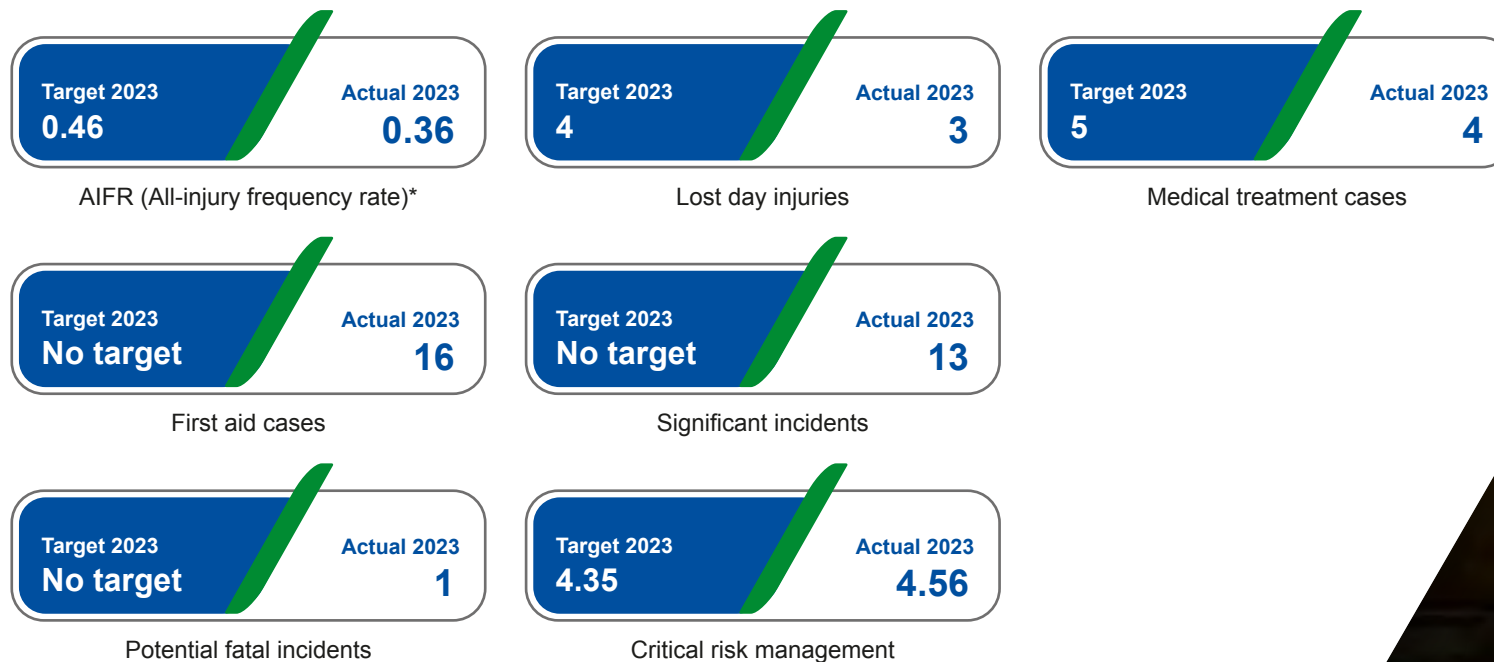 Target 2023
0.46
Actual 2023
0.36
AIFR (All-injury frequency rate)*
Target 2023
4
Actual 2023
3
Lost day injuries
Target 2023
5
Actual 2023
4
Medical treatment cases
Target 2023
No target
Actual 2023
16
First aid cases
Target 2023
No target
Actual 2023
13
Significant incidents
Target 2023
No target
Actual 2023
1
Potential fatal incidents
Target 2023
4.35
Actual 2023
4.56
Critical risk management